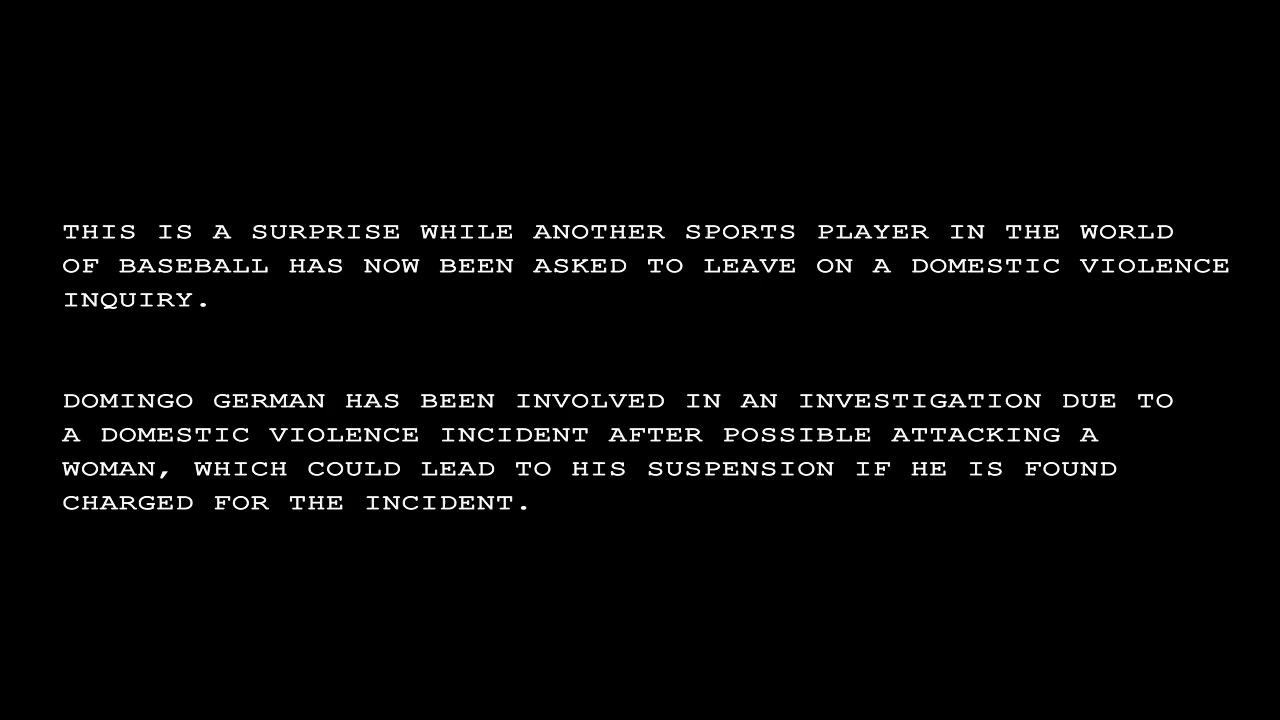 THIS IS A SURPRISE WHILE ANOTHER SPORTS PLAYER IN THE WORLD
OF BASEBALL HAS NOW BEEN ASKED TO LEAVE ON A DOMESTIC VIOLENCE
INQUIRY.
DOMINGO GERMAN HAS BEEN INVOLVED IN AN INVESTIGATION DUE TO
A DOMESTIC VIOLENCE INCIDENT AFTER POSSIBLE ATTACKING A
WOMAN, WHICH COULD LEAD TO HIS SUSPENSION IF HE IS FOUND
CHARGED FOR THE INCIDENT.